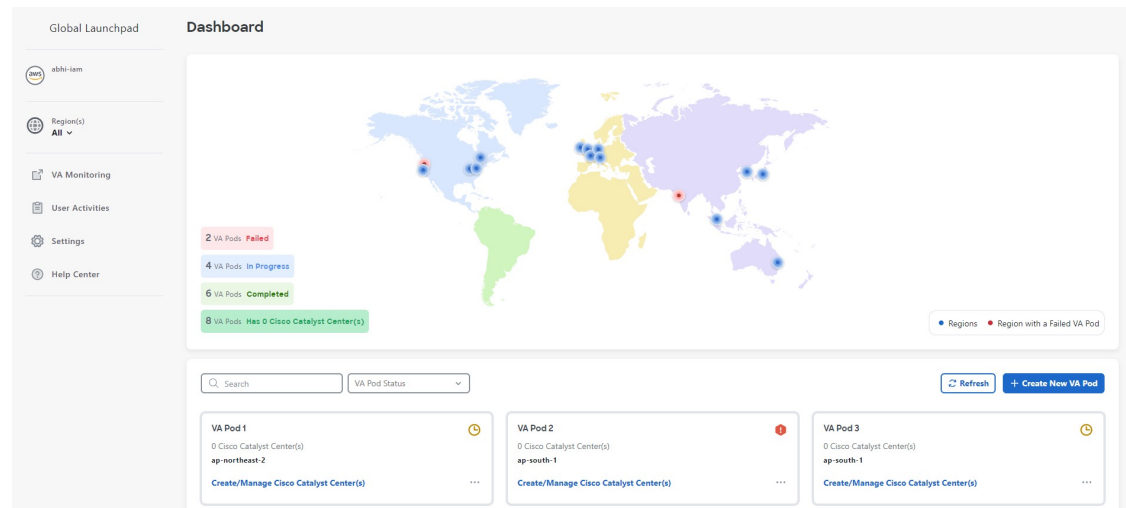 Global Launchpad
Dashboard
aws
abhi-iam
Region(s)
All
VA Monitoring
User Activities
Settings
Help Center
2 VA Pods Failed
4 VA Pods In Progress
6 VA Pods Completed
8 VA Pods Has 0 Cisco Catalyst Center(s)
Regions Region with a Failed VA Pod
Search
VA Pod Status
Refresh
+ Create New VA Pod
VA Pod 1
0 Cisco Catalyst Center(s)
ap-northeast-2
Create/Manage Cisco Catalyst Center(s)
VA Pod 2
0 Cisco Catalyst Center(s)
ap-south-1
Create/Manage Cisco Catalyst Center(s)
VA Pod 3
0 Cisco Catalyst Center(s)
ap-south-1
Create/Manage Cisco Catalyst Center(s)